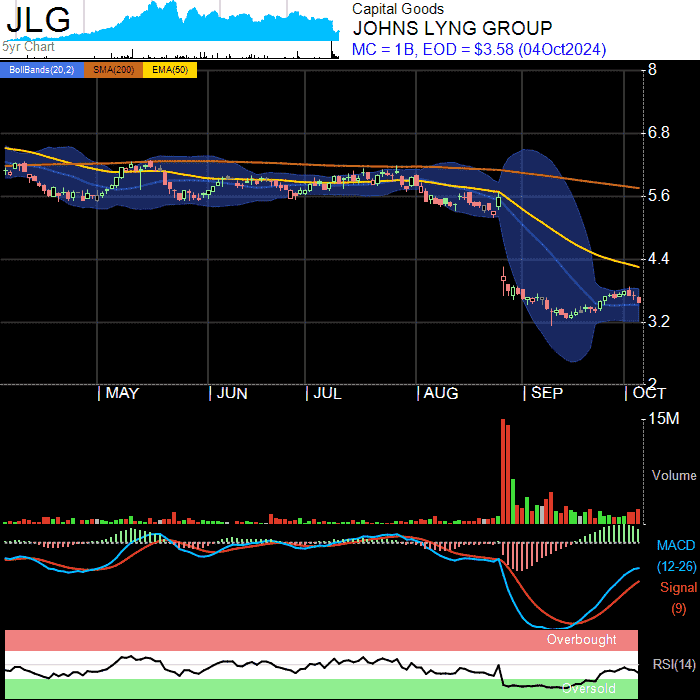 JLG
5yr Chart
Capital Goods
JOHNS LYNG GROUP
MC = 1B, EOD = $3.58 (04Oct2024)
BollBands(20,2) SMA(200) EMA(50)
8
6.8
5.6
4.4
3.2
2
MAY JUN JUL AUG SEP OCT
15M
Volume
MACD
(12-26)
Signal
(9)
Overbought
RSI(14)
Oversold